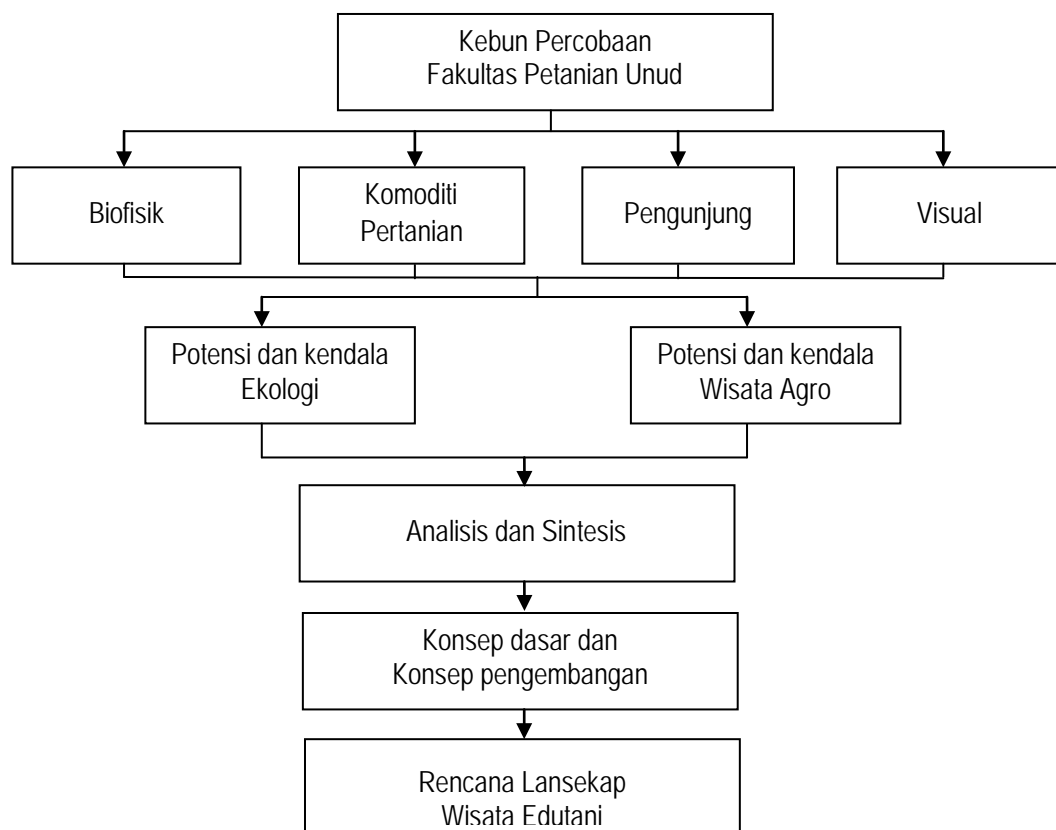 Kebun Percobaan
Fakultas Petanian Unud
Biofisik
Komoditi
Pertanian
Pengunjung
Visual
Potensi dan kendala
Ekologi
Potensi dan kendala
Wisata Agro
Analisis dan Sintesis
Konsep dasar dan
Konsep pengembangan
Rencana Lansekap
Wisata Edutani